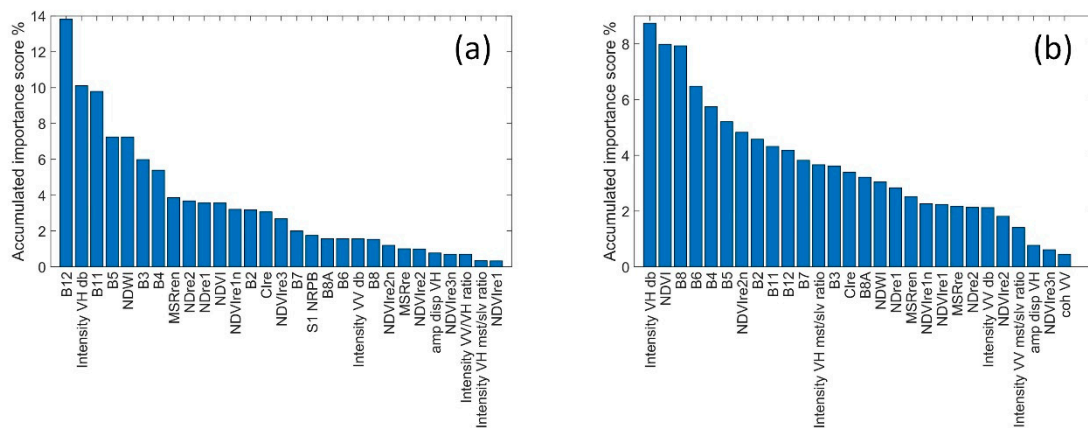 (a)
Accumulated importance score %
14
12
10
8
6
4
2
0
B12
Intensity VH db
B11
B5
NDWI
B3
B4
MSRren
NDre2
NDre1
NDVI
NDVIre1n
B2
CIre
NDVIre3
B7
S1 NRPB
B8A
B6
Intensity VV db
B8
NDVIre2n
MSRre
NDVIre2
amp disp VH
NDVIre3n
Intensity VV/VH ratio
Intensity VH mst/slv ratio
NDVIre1
(b)
Accumulated importance score %
8
6
4
2
0
Intensity VH db
NDVI
B8
B6
B4
B5
NDVIre2n
B2
B11
B12
B7
Intensity VH mst/slv ratio
B3
CIre
B8A
NDWI
NDre1
MSRren
NDVIre1n
NDVIre1
MSRre
NDre2
Intensity VV db
NDVIre2
Intensity VV mst/slv ratio
amp disp VH
NDVIre3n
coh VV